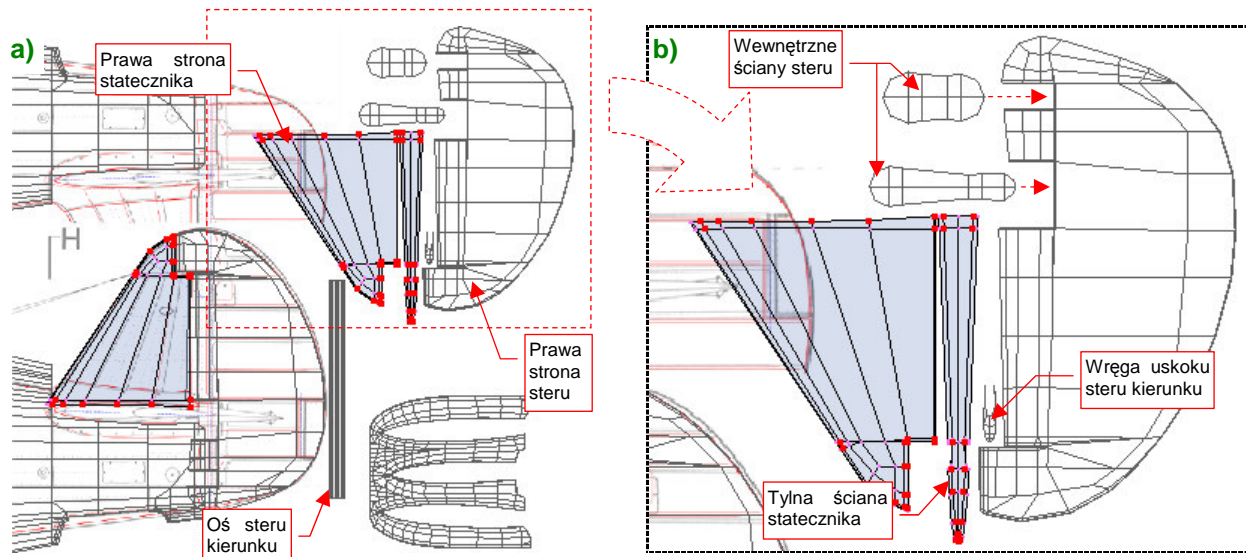 a)
Prawa strona
statecznika
H
Prawa
strona
steru
Oś steru
kierunku
b)
Wewnętrzne
ściany steru
Wręga uskoku
steru kierunku
Tylna ściana
statecznika